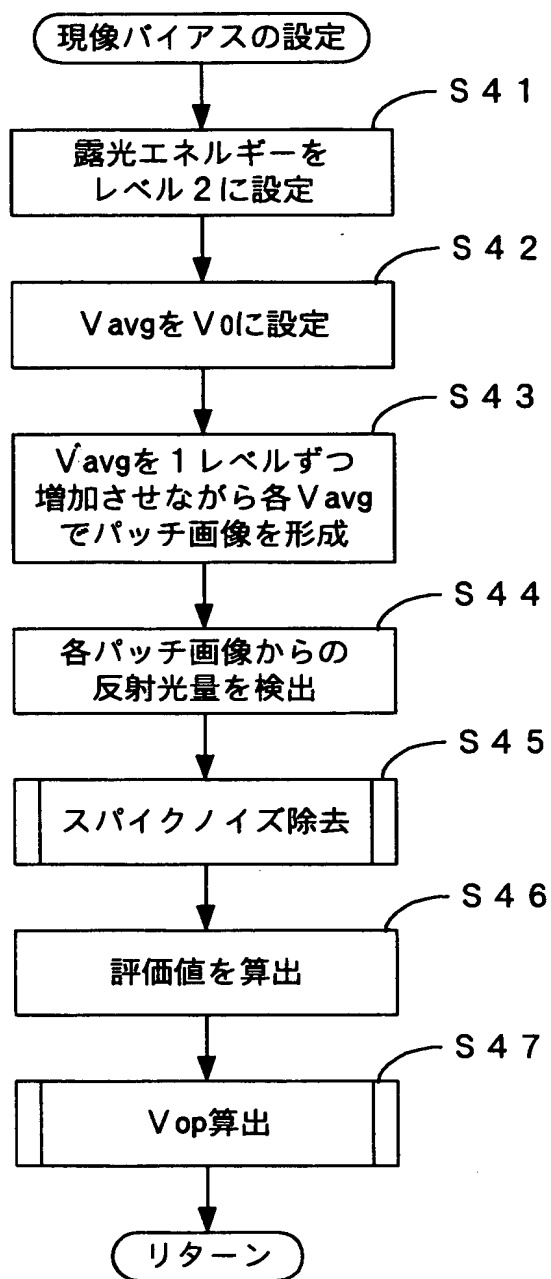 現像バイアスの設定
S41
露光エネルギーを
レベル2に設定
S42
VavgをV0に設定
S43
Vavgを1レベルずつ
増加させながら各Vavg
でパッチ画像を形成
S44
各パッチ画像からの
反射光量を検出
S45
スパイクノイズ除去
S46
評価値を算出
S47
Vop算出
リターン